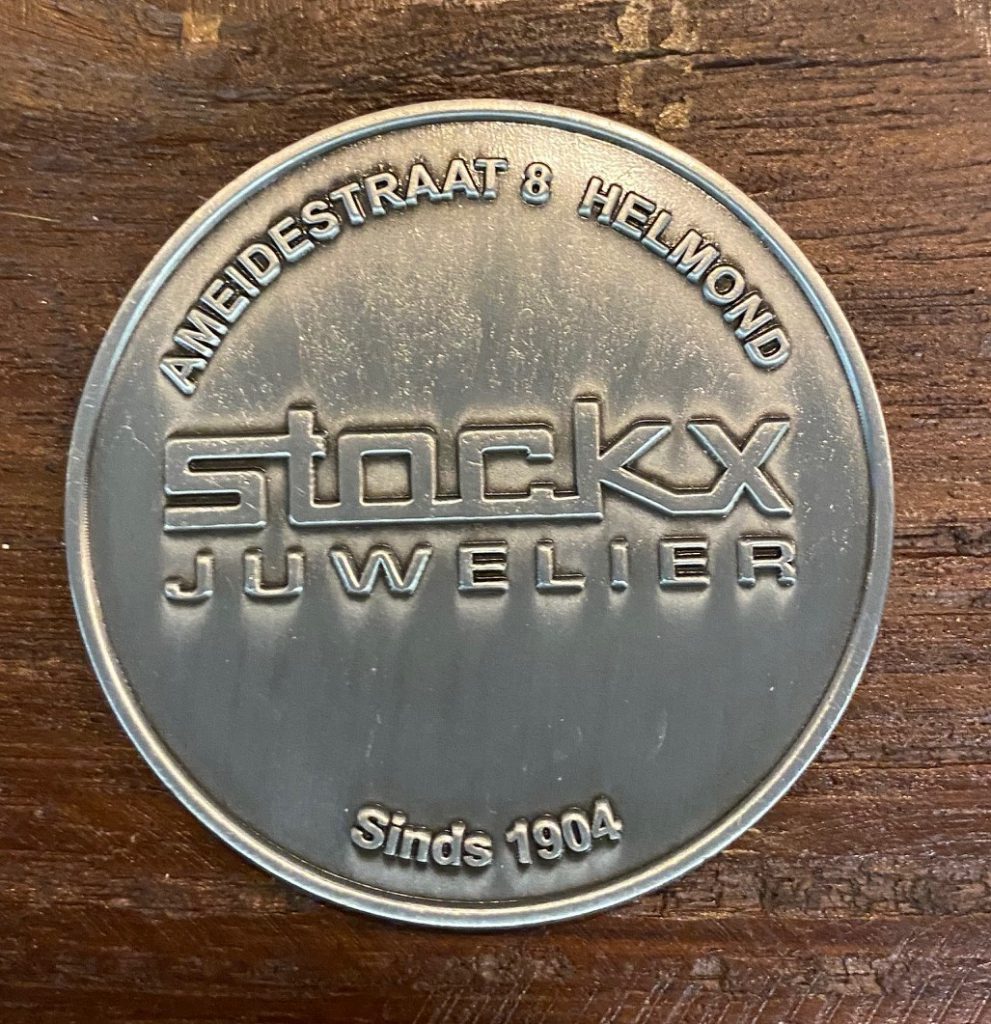 AMEIDESTRAAT 8 HELMOND
stockx
JUWELIER
Sinds 1904